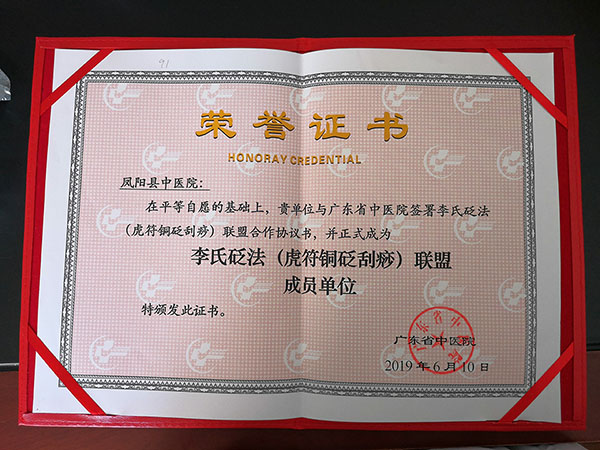 91
荣誉证书
HONORAY CREDENTIAL
凤阳县中医院：
在平等自愿的基础上，贵单位与广东省中医院签署李氏砭法
（虎符铜砭刮痧）联盟合作协议书，并正式成为
李氏砭法（虎符铜砭刮痧）联盟
成员单位
特颁发此证书。
广东省中医院
2019年6月10日